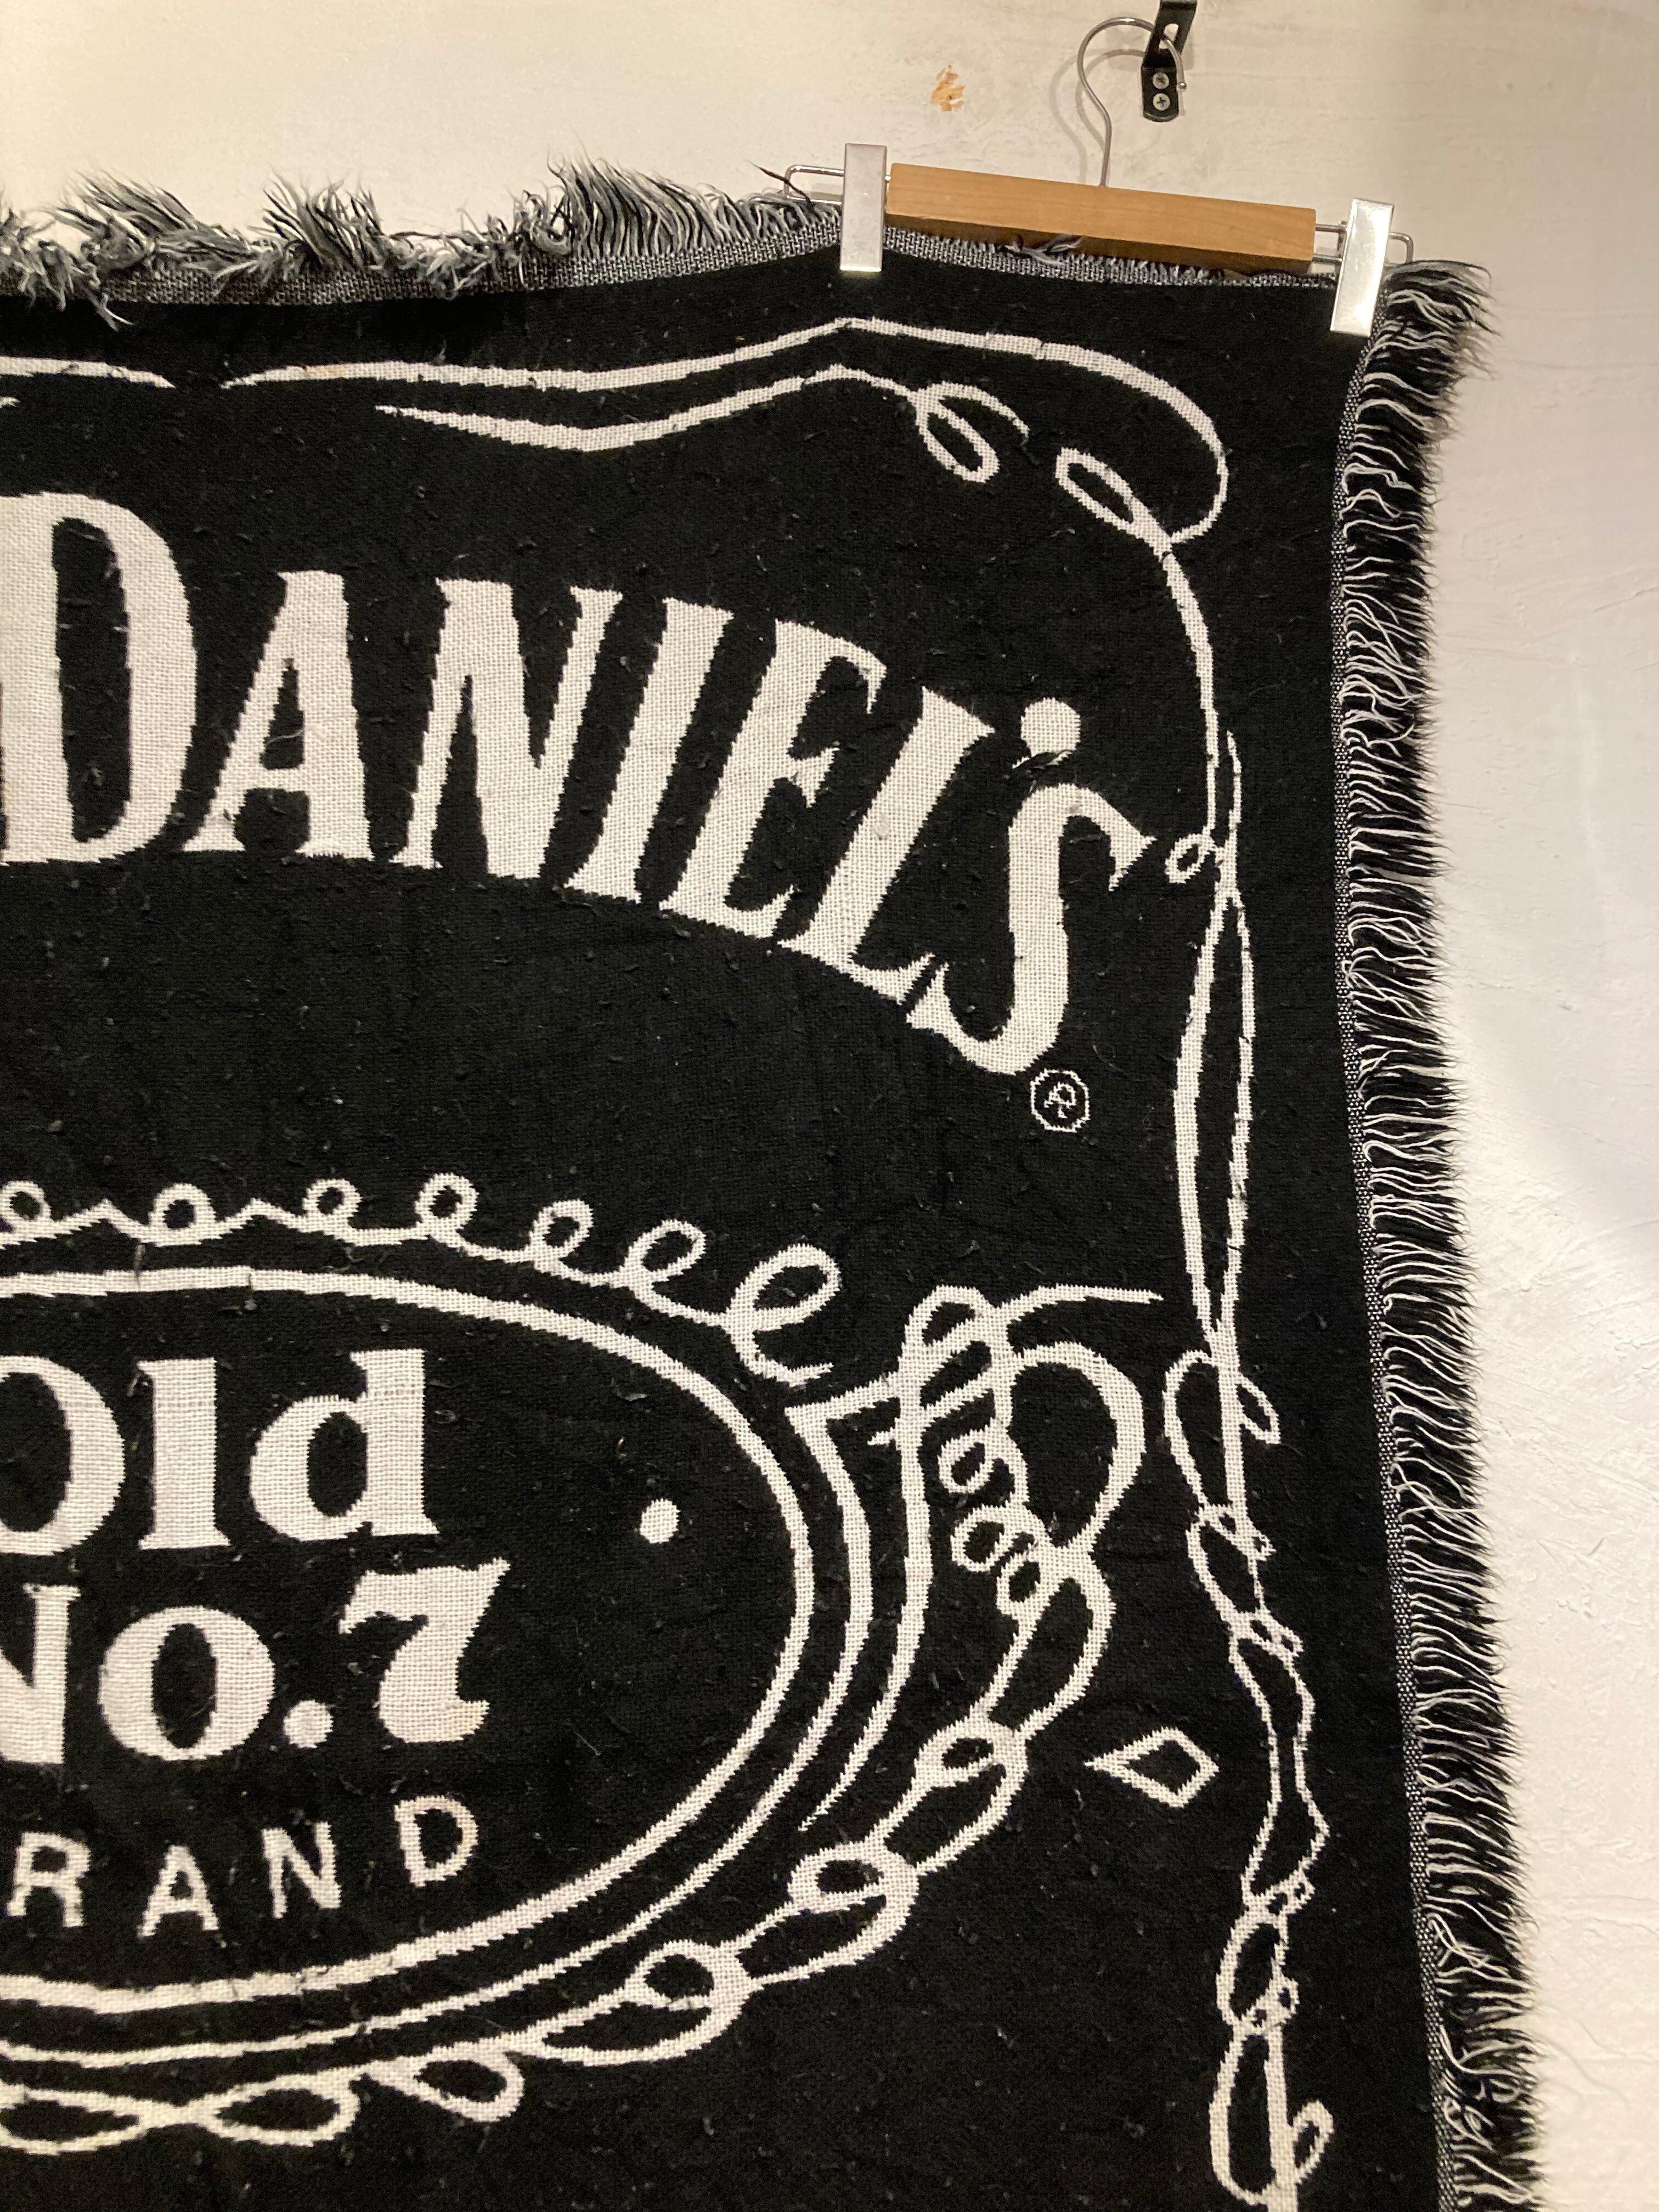 DANIEL'S
®
Old
No.7
RAND